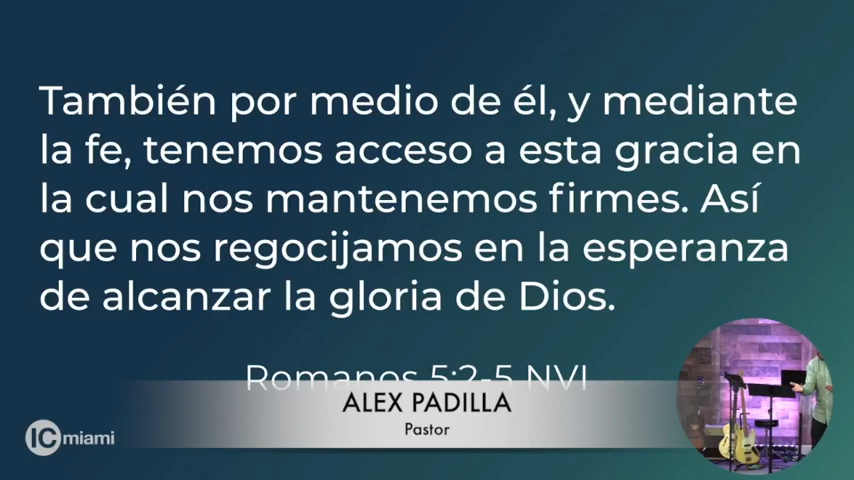 También por medio de él, y mediante
la fe, tenemos acceso a esta gracia en
la cual nos mantenemos firmes. Así
que nos regocijamos en la esperanza
de alcanzar la gloria de Dios.
Romanos 5:2-5 NVI
ALEX PADILLA
Pastor
IC miami